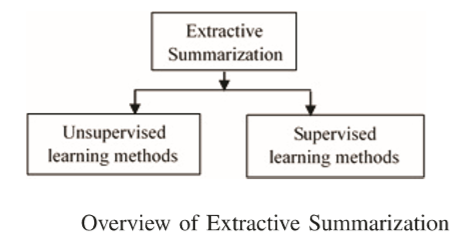 Extractive
Summarization
Unsupervised
learning methods
Supervised
learning methods
Overview of Extractive Summarization